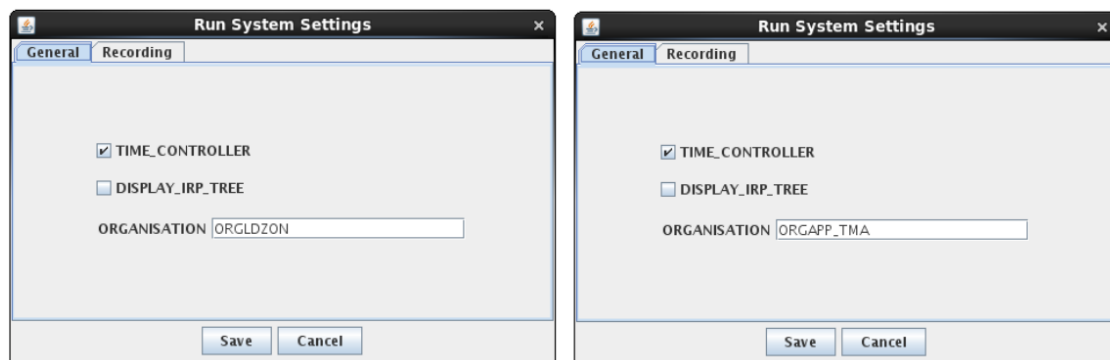 Run System Settings
General Recording
TIME_CONTROLLER
DISPLAY_IRP_TREE
ORGANISATION ORGLDZON
Save Cancel
Run System Settings
General Recording
TIME_CONTROLLER
DISPLAY_IRP_TREE
ORGANISATION ORGAPP_TMA
Save Cancel